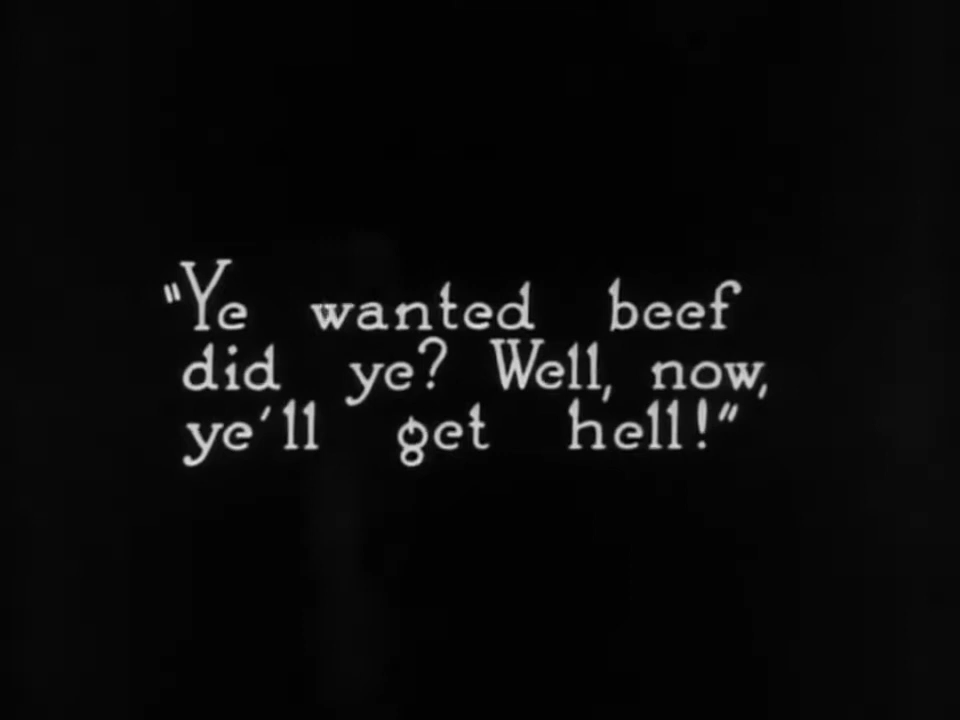 "Ye wanted beef
did ye? Well, now,
ye'll get hell!"